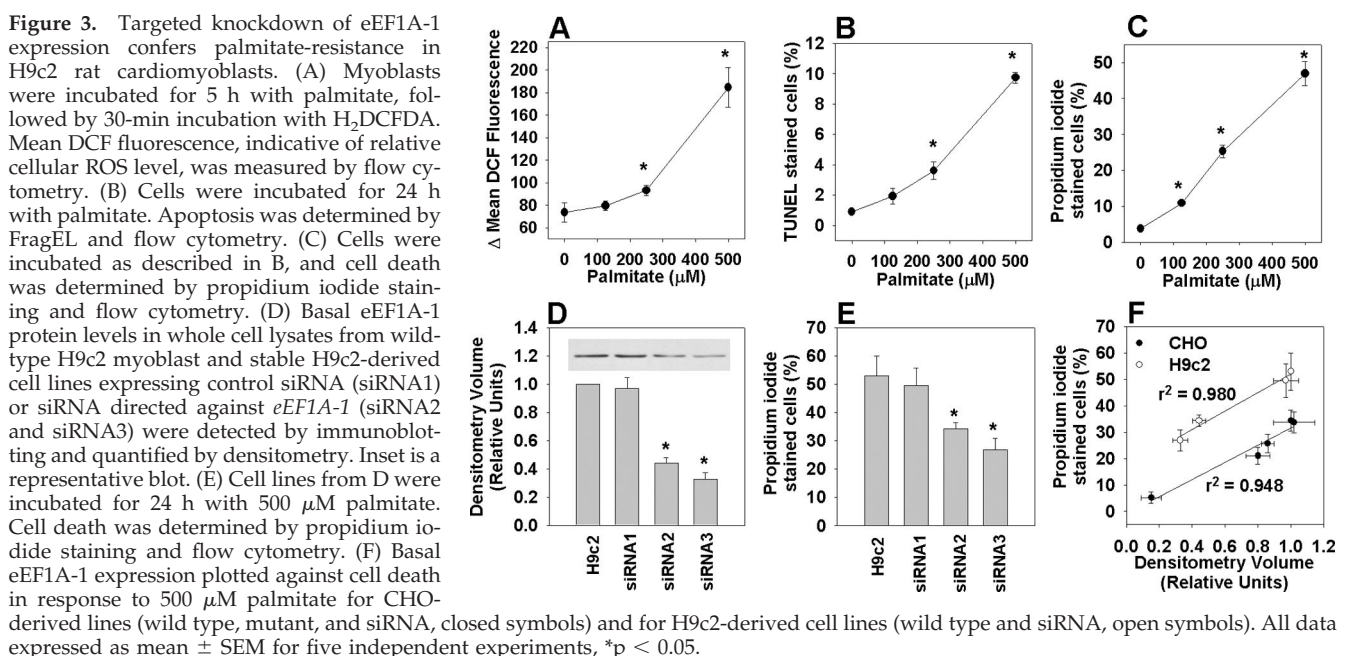 Figure 3. Targeted knockdown of eEF1A-1
expression confers palmitate-resistance in
H9c2 rat cardiomyoblasts. (A) Myoblasts
were incubated for 5 h with palmitate, fol-
lowed by 30-min incubation with H₂DCFDA.
Mean DCF fluorescence, indicative of relative
cellular ROS level, was measured by flow cy-
tometry. (B) Cells were incubated for 24 h
with palmitate. Apoptosis was determined by
FragEL and flow cytometry. (C) Cells were
incubated as described in B, and cell death
was determined by propidium iodide stain-
ing and flow cytometry. (D) Basal eEF1A-1
protein levels in whole cell lysates from wild-
type H9c2 myoblast and stable H9c2-derived
cell lines expressing control siRNA (siRNA1)
or siRNA directed against eEF1A-1 (siRNA2
and siRNA3) were detected by immunoblot-
ting and quantified by densitometry. Inset is a
representative blot. (E) Cell lines from D were
incubated for 24 h with 500 μM palmitate.
Cell death was determined by propidium io-
dide staining and flow cytometry. (F) Basal
eEF1A-1 expression plotted against cell death
in response to 500 μM palmitate for CHO-
derived lines (wild type, mutant, and siRNA, closed symbols) and for H9c2-derived cell lines (wild type and siRNA, open symbols). All data
expressed as mean ± SEM for five independent experiments, *p < 0.05.
A
Δ Mean DCF Fluorescence
220
200
180
160
140
120
100
80
60
*
*
0 100 200 300 400 500
Palmitate (μM)
B
TUNEL stained cells (%)
12
10
8
6
4
2
0
*
*
0 100 200 300 400 500
Palmitate (μM)
C
Propidium iodide
stained cells (%)
50
40
30
20
10
0
*
*
*
0 100 200 300 400 500
Palmitate (μM)
D
Densitometry Volume
(Relative Units)
1.4
1.2
1.0
0.8
0.6
0.4
0.2
0.0
* *
H9c2
siRNA1
siRNA2
siRNA3
E
Propidium iodide
stained cells (%)
70
60
50
40
30
20
10
0
* *
H9c2
siRNA1
siRNA2
siRNA3
F
Propidium iodide
stained cells (%)
70
60
50
40
30
20
10
0
CHO
H9c2
r² = 0.980
r² = 0.948
0.0 0.2 0.4 0.6 0.8 1.0 1.2
Densitometry Volume
(Relative Units)